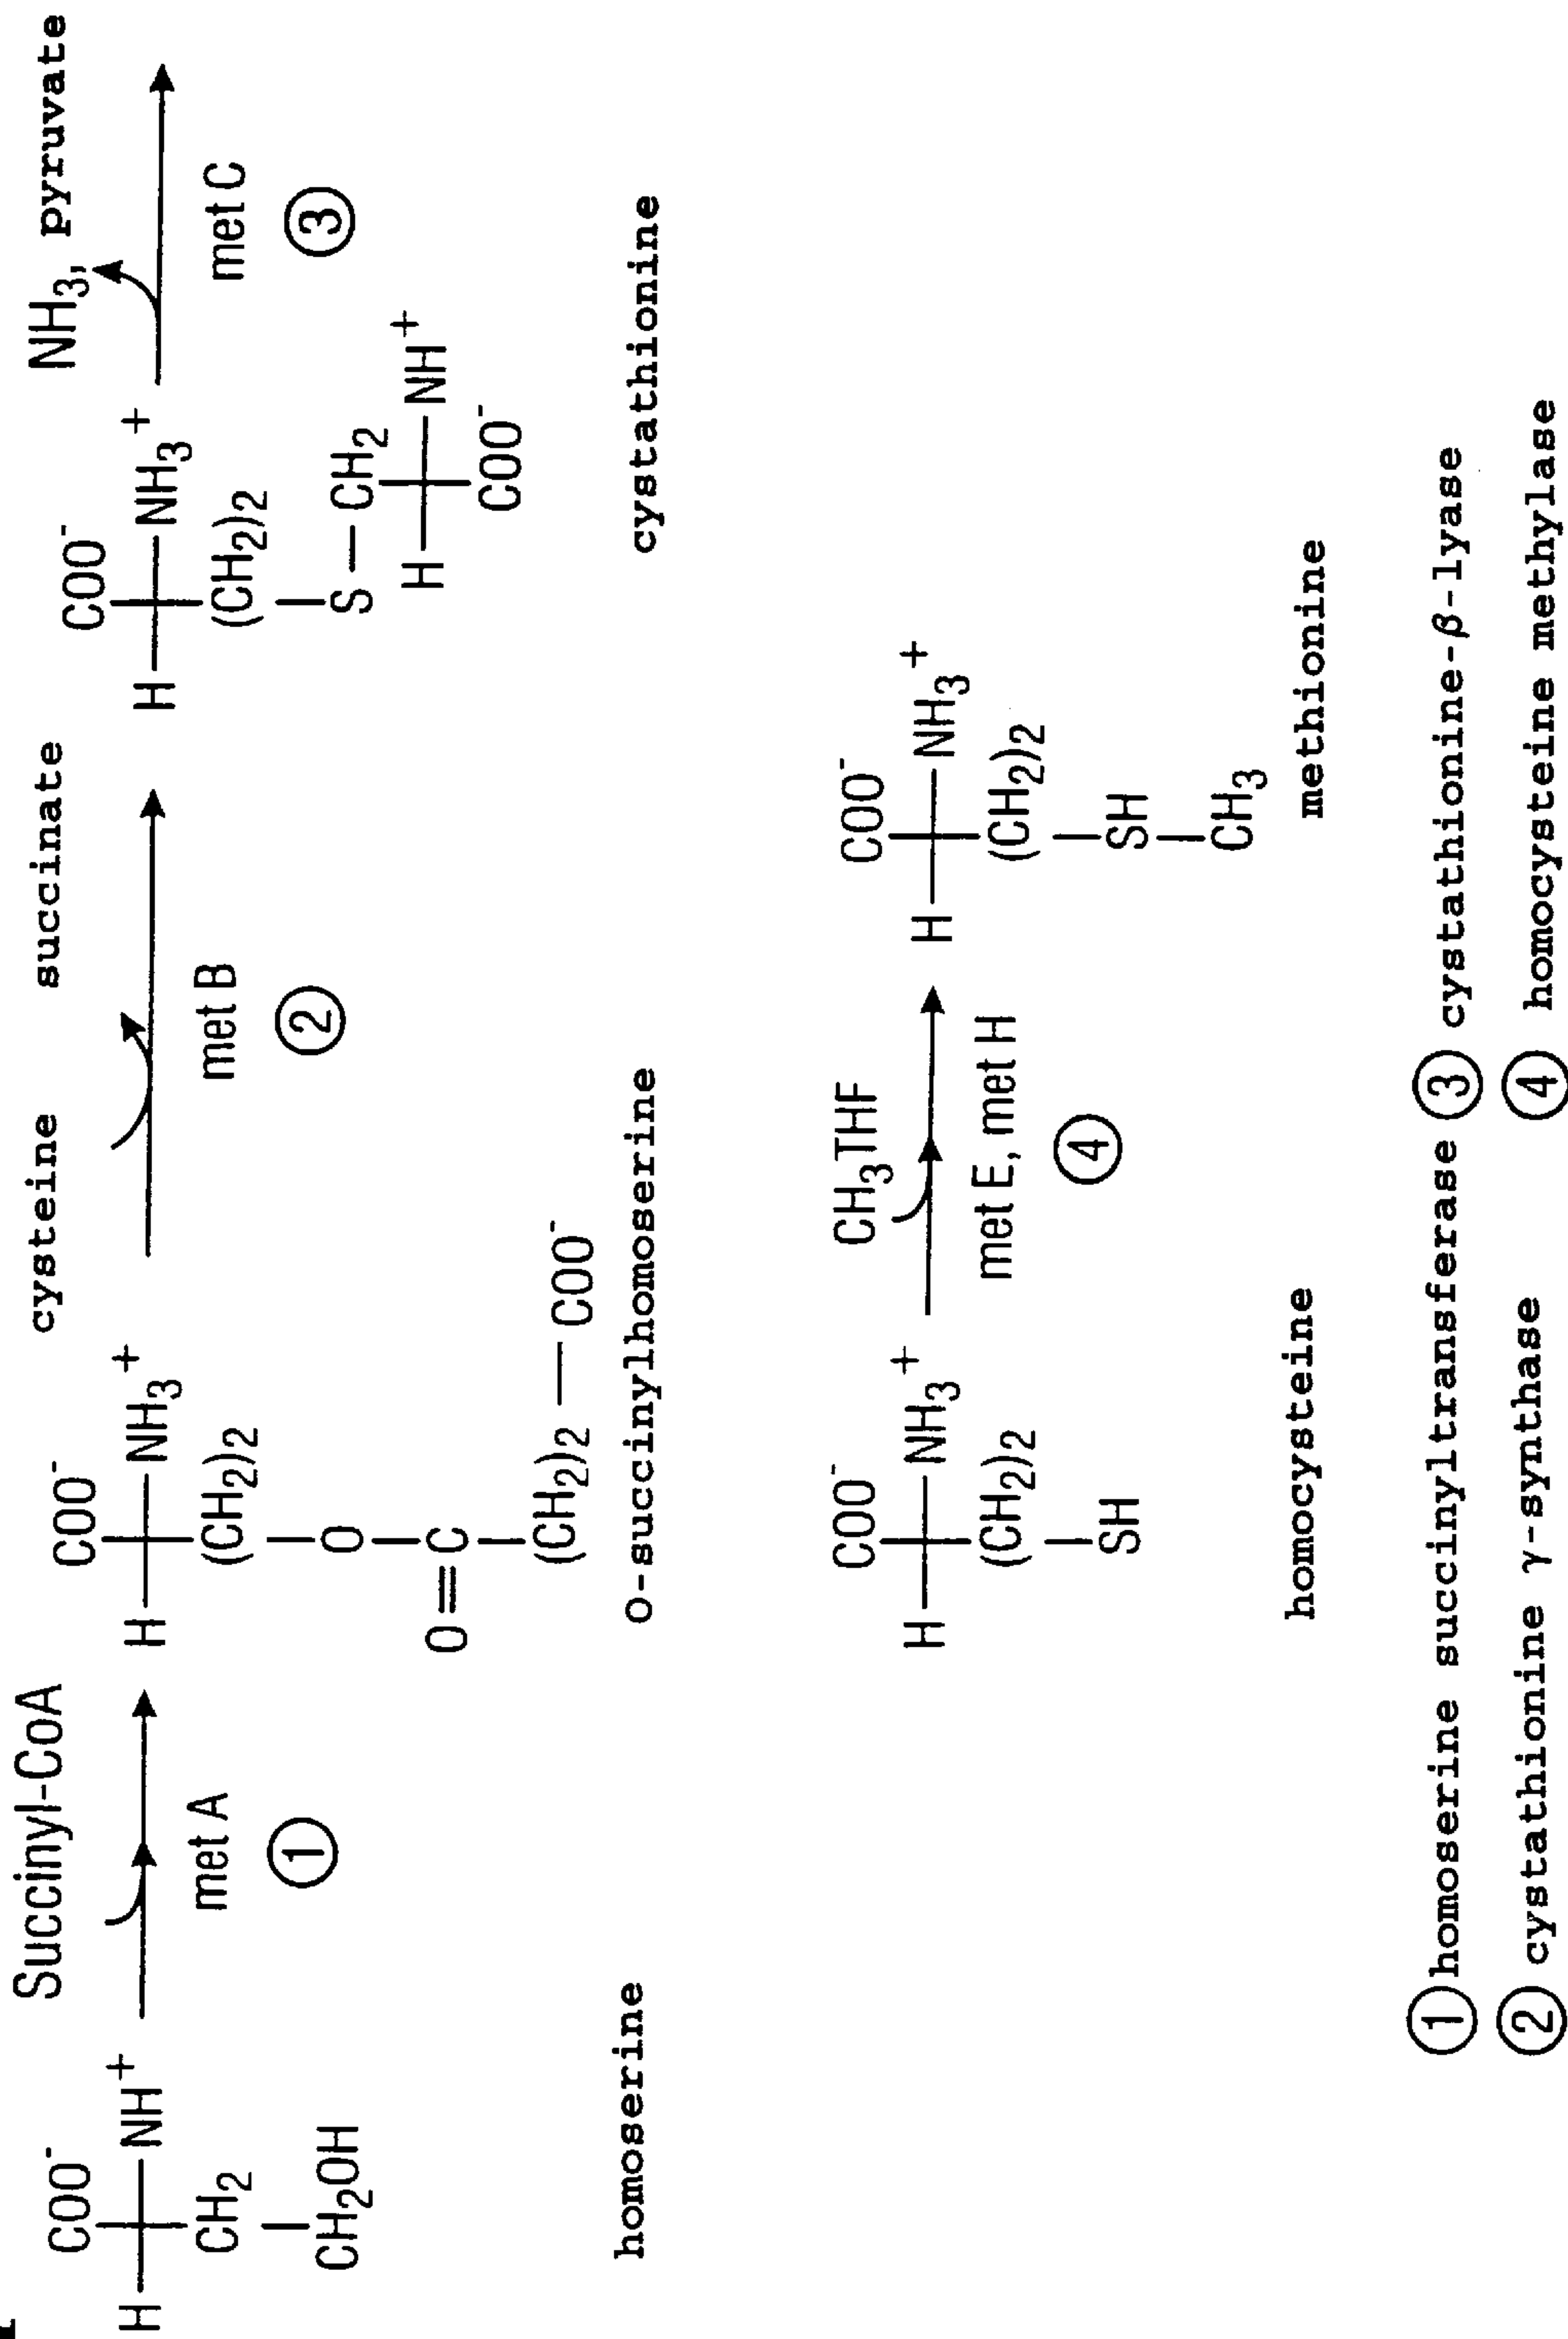 Succinyl-CoA
cysteine succinate
NH3, pyruvate
COO-
H — NH+
CH2
CH2OH
met A
①
COO-
H — NH3+
(CH2)2
O
O=C
(CH2)2 — COO-
met B
②
COO-
H — NH3+
(CH2)2
S — CH2
H — NH+
COO-
met C
③
homoserine
O-succinylhomoserine
cystathionine
COO-
H — NH3+
(CH2)2
SH
CH3THF
met E, met H
④
COO-
H — NH3+
(CH2)2
SH
CH3
homocysteine
methionine
① homoserine succinyltransferase ③ cystathionine-β-lyase
② cystathionine γ-synthase ④ homocysteine methylase